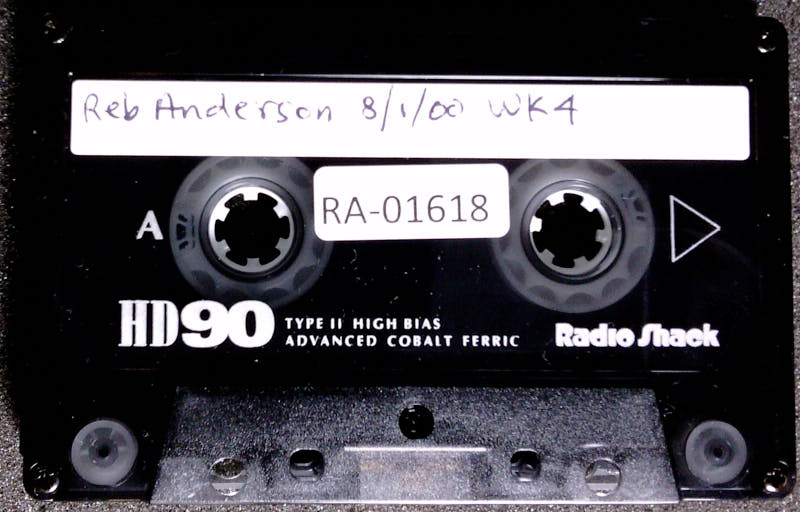 Reb Anderson 8/1/00 WK4
RA-01618
A
HD90
TYPE II HIGH BIAS
ADVANCED COBALT FERRIC
Radio Shack